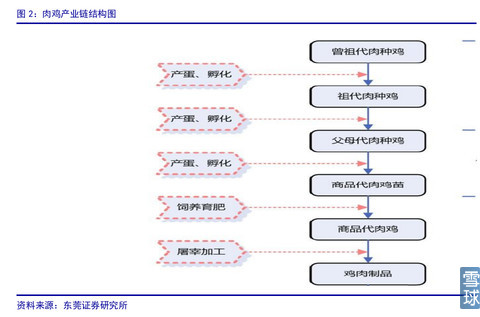 图 2：肉鸡产业链结构图
曾祖代肉种鸡
产蛋、孵化
祖代肉种鸡
产蛋、孵化
父母代肉种鸡
产蛋、孵化
商品代肉鸡苗
饲养育肥
商品代肉鸡
屠宰加工
鸡肉制品
雪球
资料来源：东莞证券研究所